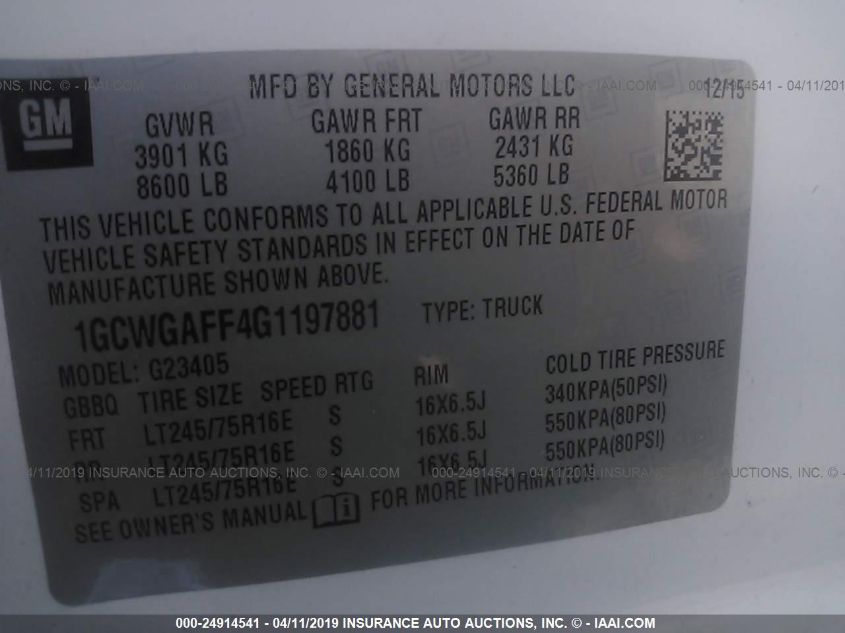 GM
MFD BY GENERAL MOTORS LLC 12/15
GVWR GAWR FRT GAWR RR
3901 KG 1860 KG 2431 KG
8600 LB 4100 LB 5360 LB
THIS VEHICLE CONFORMS TO ALL APPLICABLE U.S. FEDERAL MOTOR
VEHICLE SAFETY STANDARDS IN EFFECT ON THE DATE OF
MANUFACTURE SHOWN ABOVE.
1GCWGAFF4G1197881 TYPE: TRUCK
MODEL: G23405
GBBQ TIRE SIZE SPEED RTG RIM COLD TIRE PRESSURE
FRT LT245/75R16E S 16X6.5J 340KPA(50PSI)
RR LT245/75R16E S 16X6.5J 550KPA(80PSI)
SPA LT245/75R16E S 16X6.5J 550KPA(80PSI)
SEE OWNER'S MANUAL FOR MORE INFORMATION.
000-24914541 - 04/11/2019 INSURANCE AUTO AUCTIONS, INC. - © IAAI.COM